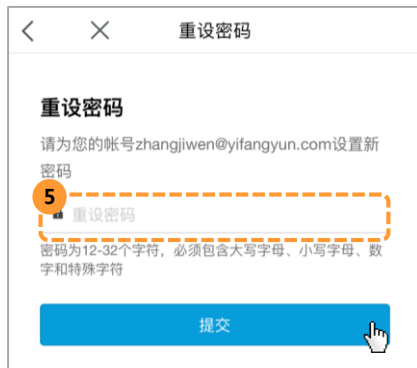 重设密码
重设密码
请为您的帐号zhangjiwen@yifangyun.com设置新
密码
5
重设密码
密码为12-32个字符，必须包含大写字母、小写字母、数
字和特殊字符
提交